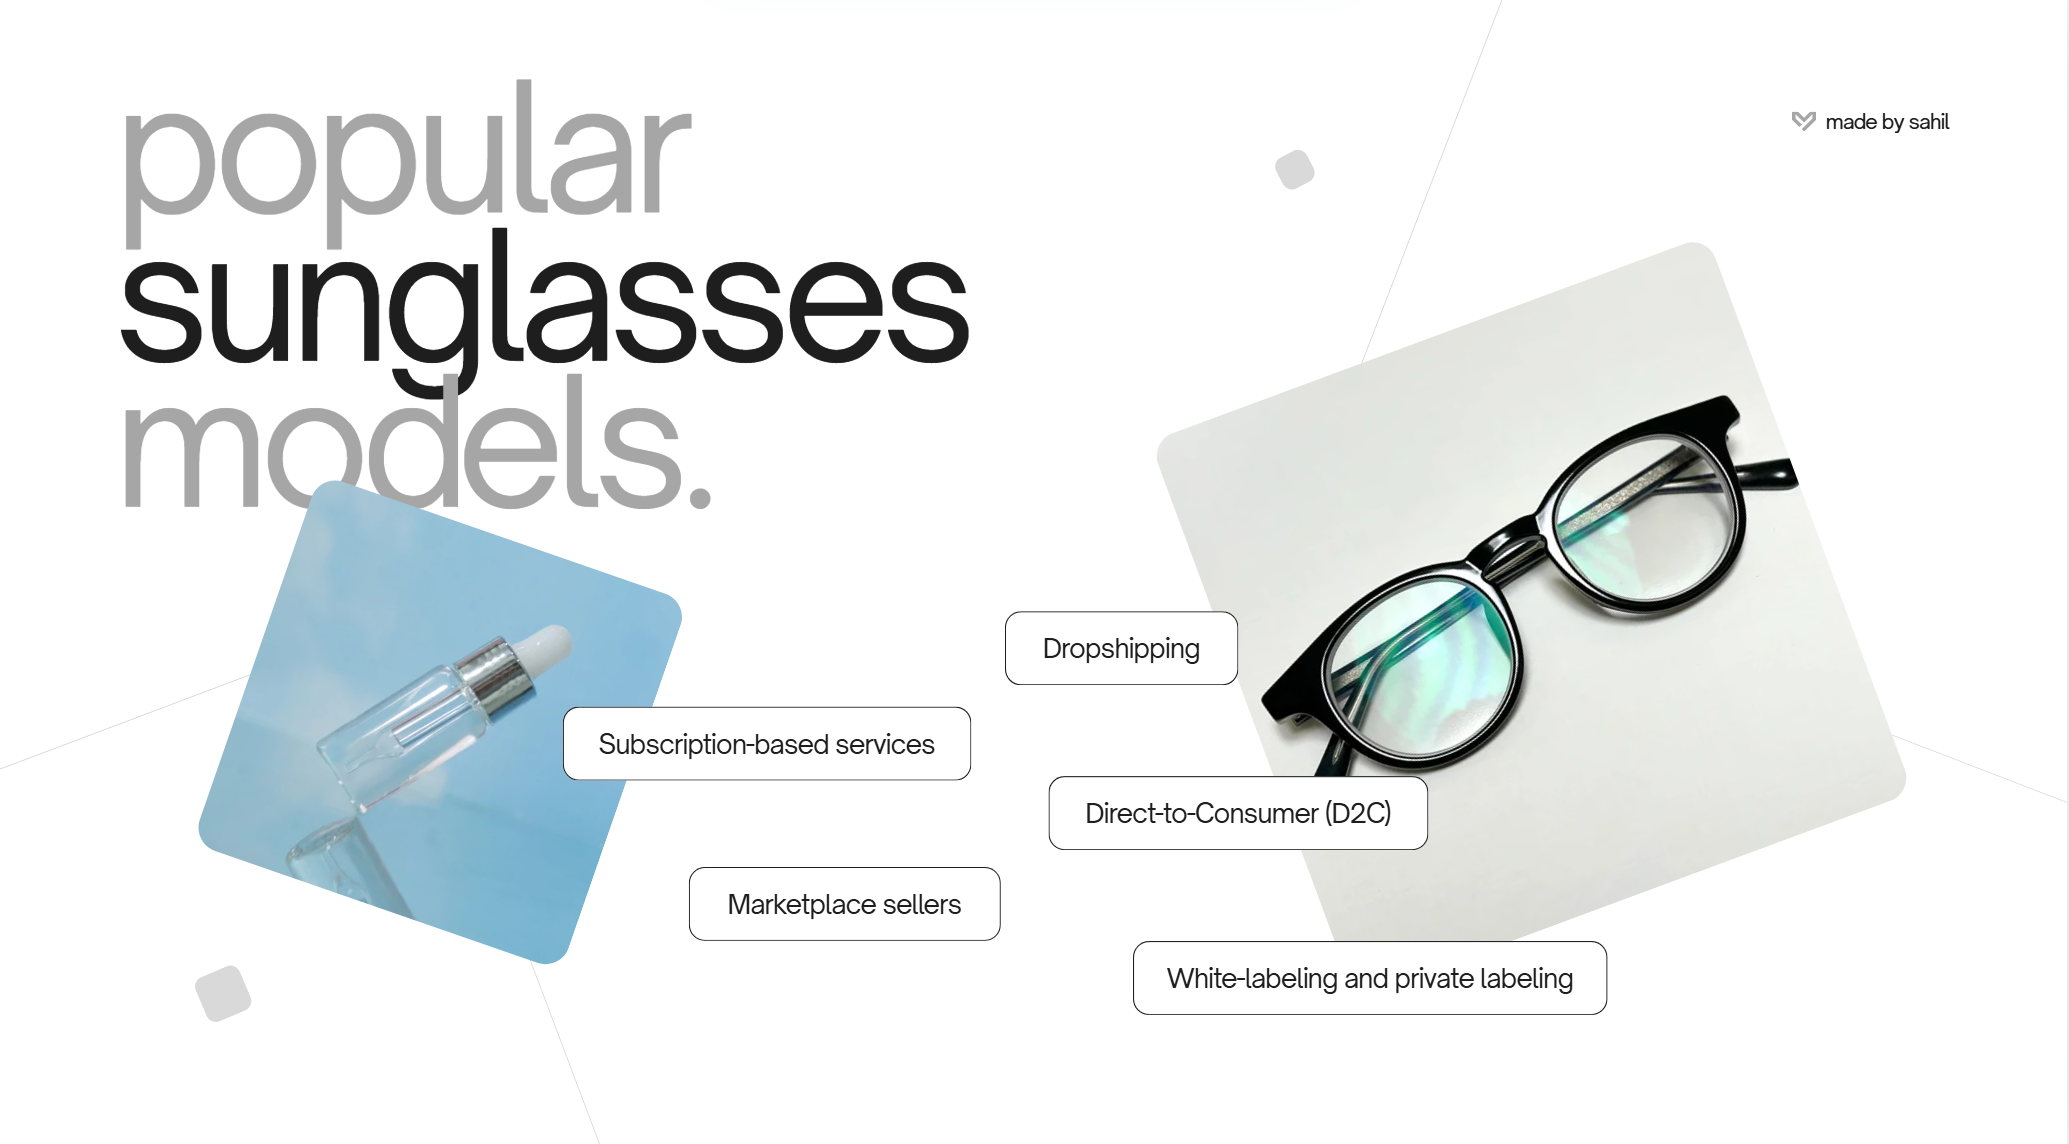 popular
sunglasses
models.
made by sahil
Dropshipping
Subscription-based services
Direct-to-Consumer (D2C)
Marketplace sellers
White-labeling and private labeling